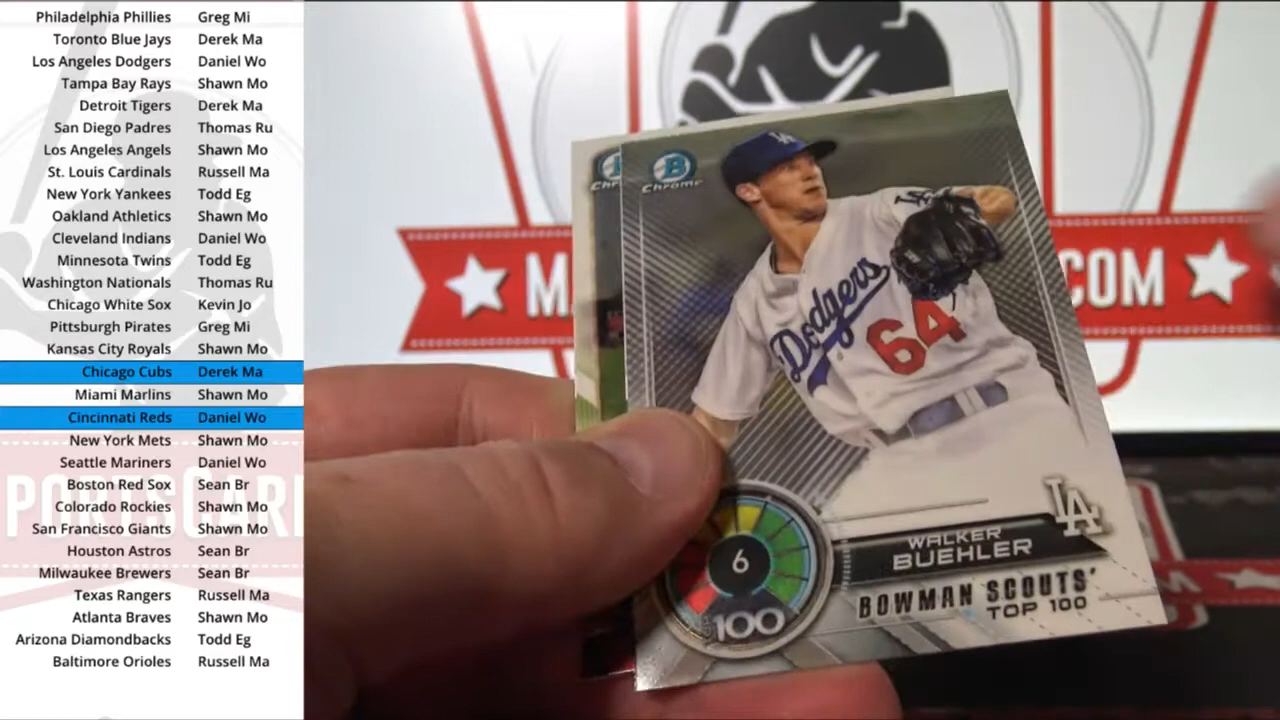 Philadelphia Phillies Greg Mi
Toronto Blue Jays Derek Ma
Los Angeles Dodgers Daniel Wo
Tampa Bay Rays Shawn Mo
Detroit Tigers Derek Ma
San Diego Padres Thomas Ru
Los Angeles Angels Shawn Mo
St. Louis Cardinals Russell Ma
New York Yankees Todd Eg
Oakland Athletics Shawn Mo
Cleveland Indians Daniel Wo
Minnesota Twins Todd Eg
Washington Nationals Thomas Ru
Chicago White Sox Kevin Jo
Pittsburgh Pirates Greg Mi
Kansas City Royals Shawn Mo
Chicago Cubs Derek Ma
Miami Marlins Shawn Mo
Cincinnati Reds Daniel Wo
New York Mets Shawn Mo
Seattle Mariners Daniel Wo
Boston Red Sox Sean Br
Colorado Rockies Shawn Mo
San Francisco Giants Shawn Mo
Houston Astros Sean Br
Milwaukee Brewers Sean Br
Texas Rangers Russell Ma
Atlanta Braves Shawn Mo
Arizona Diamondbacks Todd Eg
Baltimore Orioles Russell Ma
PORTSCAR
MA
.COM
B
Chrome
LA
Dodgers
64
LA
WALKER
BUEHLER
6
100
BOWMAN SCOUTS'
TOP 100